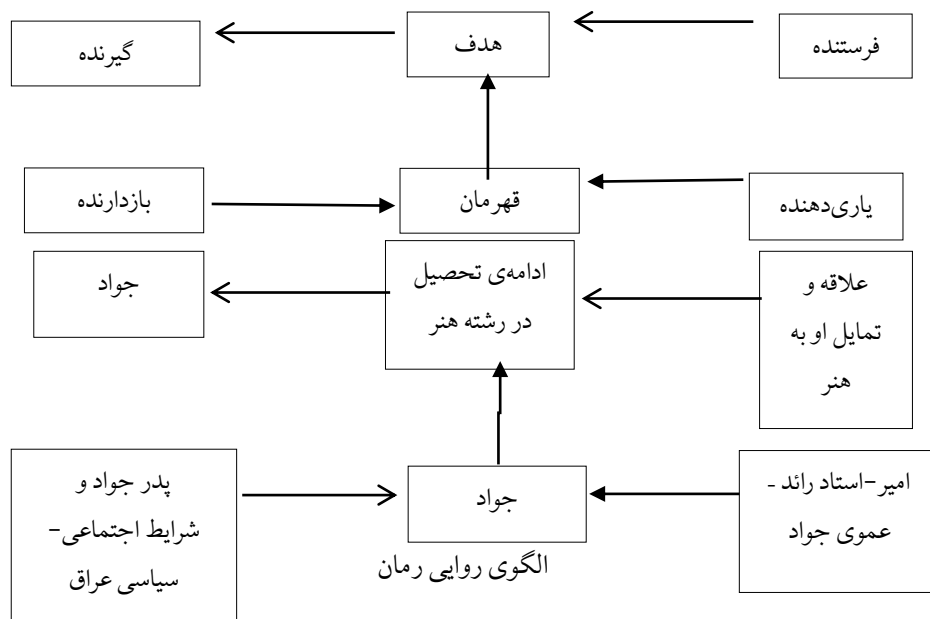 فرستنده
هدف
گیرنده
یاری‌دهنده
قهرمان
بازدارنده
علاقه و
تمایل او به
هنر
ادامه‌ی تحصیل
در رشته هنر
جواد
امیر-استاد رائد -
عموی جواد
جواد
پدر جواد و
شرایط اجتماعی-
سیاسی عراق
الگوی روایی رمان